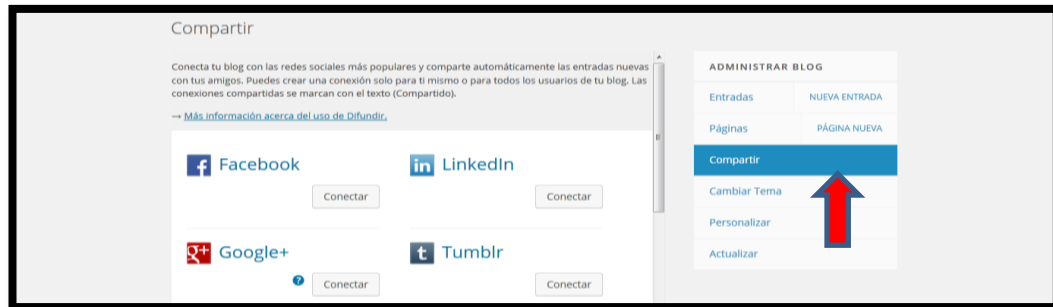 Compartir
Conecta tu blog con las redes sociales más populares y comparte automáticamente las entradas nuevas
con tus amigos. Puedes crear una conexión solo para ti mismo o para todos los usuarios de tu blog. Las
conexiones compartidas se marcan con el texto (Compartido).
→ Más información acerca del uso de Difundir.
f Facebook
in LinkedIn
Conectar
Conectar
g+ Google+
t Tumblr
? Conectar
Conectar
ADMINISTRAR BLOG
Entradas NUEVA ENTRADA
Páginas PÁGINA NUEVA
Compartir
Cambiar Tema
Personalizar
Actualizar